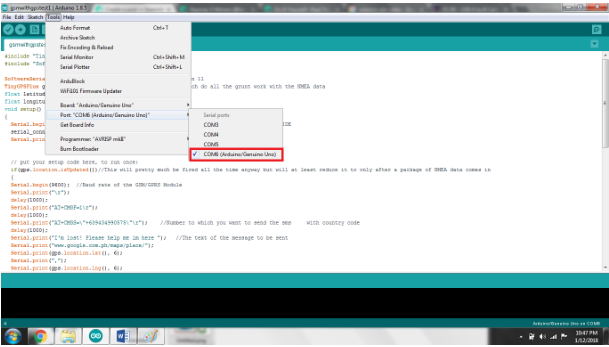 gsmwithgpstest1 | Arduino 1.8.5
File Edit Sketch Tools Help
Auto Format Ctrl+T
Archive Sketch
Fix Encoding & Reload
Serial Monitor Ctrl+Shift+M
Serial Plotter Ctrl+Shift+L
ArduBlock
WiFi101 Firmware Updater
Board: "Arduino/Genuino Uno"
Port: "COM6 (Arduino/Genuino Uno)"
Get Board Info
Programmer: "AVRISP mkII"
Burn Bootloader
Serial ports
COM3
COM4
COM5
COM6 (Arduino/Genuino Uno)
gsmwithgpstes
#include "Tin
#include "Sof
SoftwareSeria
11
TinyGPSPlus g
ch do all the grunt work with the NMEA data
float latitud
float longitu
void setup()
{
Serial.begi
DE
serial_conn
Serial.prin
// put your setup code here, to run once:
if(gps.location.isUpdated())//This will pretty much be fired all the time anyway but will at least reduce it to only after a package of NMEA data comes in
{
Serial.begin(9600); //Baud rate of the GSM/GPRS Module
Serial.print("\r");
delay(1000);
Serial.print("AT+CMGF=1\r");
delay(1000);
Serial.print("AT+CMGS=\"+639434990575\"\r"); //Number to which you want to send the sms with country code
delay(1000);
Serial.print("I'm lost! Please help me im here "); //The text of the message to be sent
Serial.print("www.google.com.ph/maps/place/");
Serial.print(gps.location.lat(), 6);
Serial.print(",");
Serial.print(gps.location.lng(), 6);
Arduino/Genuino Uno on COM6
10:47 PM
1/12/2018